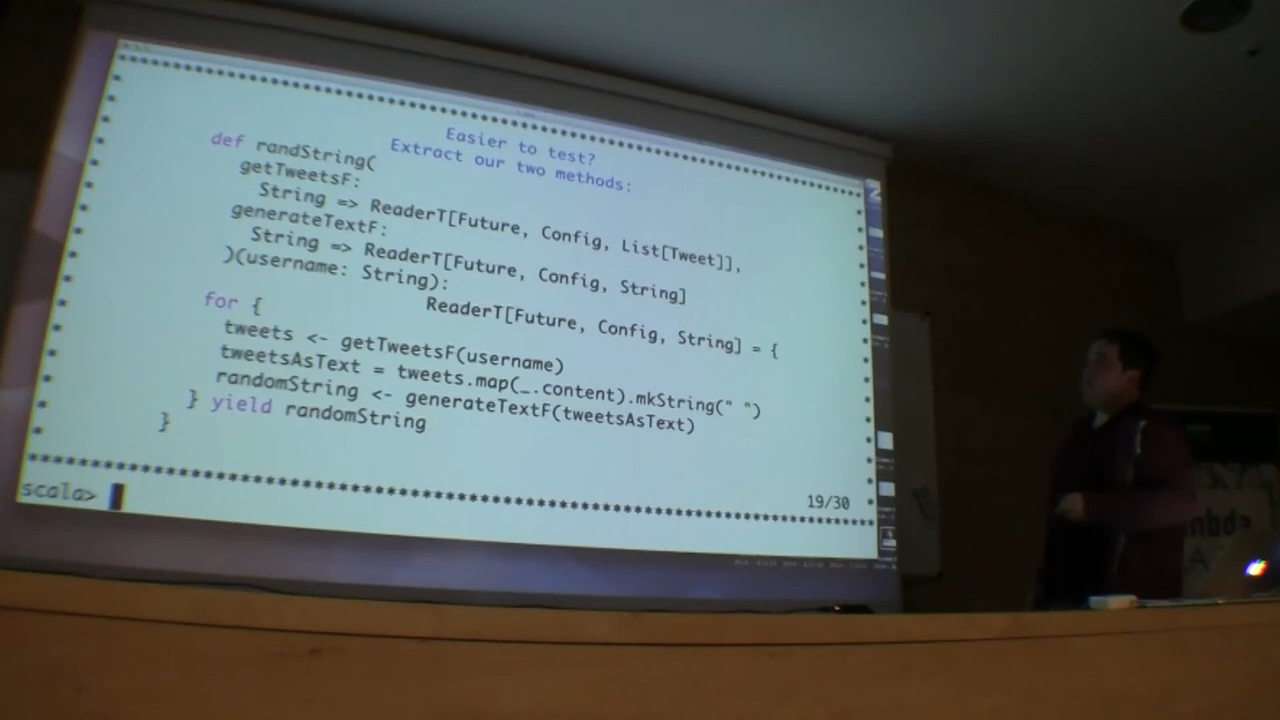 Easier to test?
Extract our two methods:
def randString(
getTweetsF:
String => ReaderT[Future, Config, List[Tweet]],
generateTextF:
String => ReaderT[Future, Config, String]
)(username: String):
ReaderT[Future, Config, String] = {
for {
tweets <- getTweetsF(username)
tweetsAsText = tweets.map(_.content).mkString(" ")
randomString <- generateTextF(tweetsAsText)
} yield randomString
}
19/30
scala>